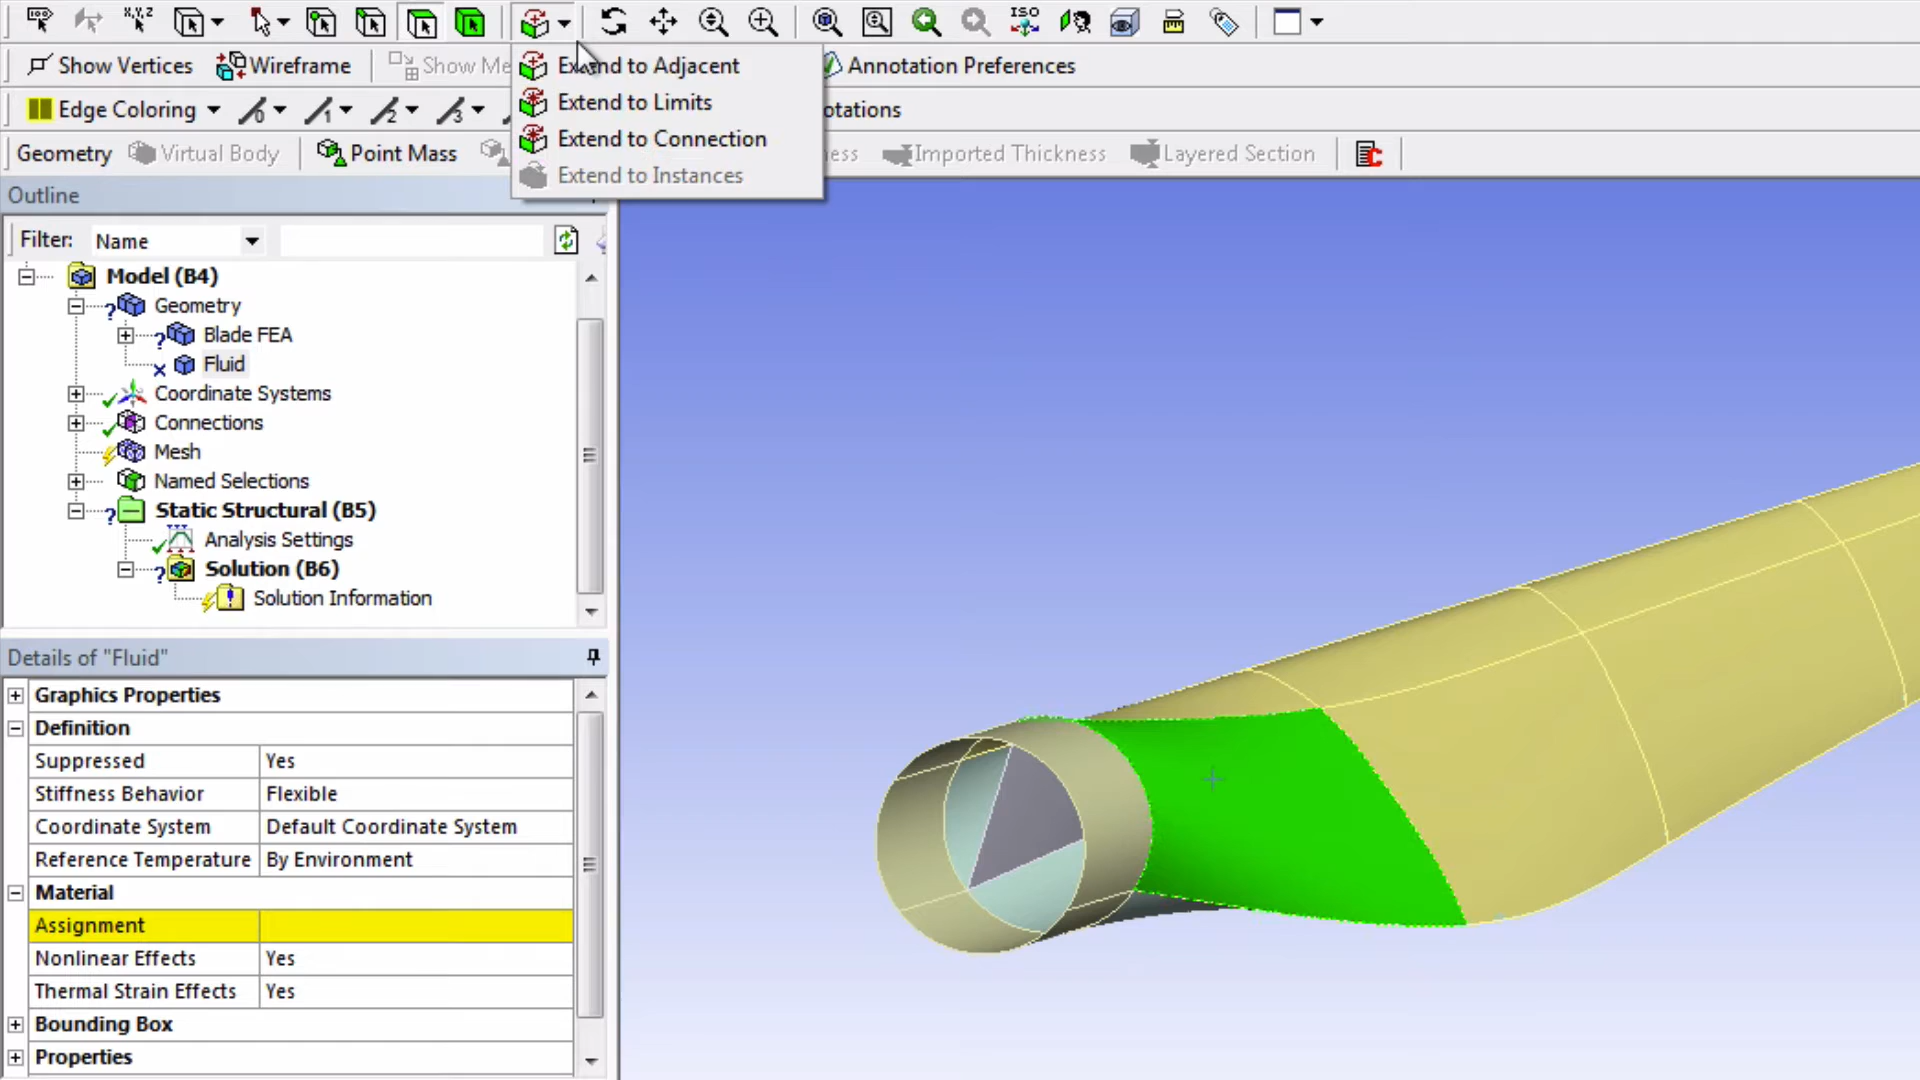 X,Y,Z
ISO
Show Vertices
Wireframe
Show Me
Annotation Preferences
Extend to Adjacent
Extend to Limits
Extend to Connection
Extend to Instances
Edge Coloring
otations
Geometry
Virtual Body
Point Mass
ess
Imported Thickness
Layered Section
Outline
Filter: Name
Model (B4)
Geometry
Blade FEA
Fluid
Coordinate Systems
Connections
Mesh
Named Selections
Static Structural (B5)
Analysis Settings
Solution (B6)
Solution Information
Details of "Fluid"
Graphics Properties
Definition
Suppressed Yes
Stiffness Behavior Flexible
Coordinate System Default Coordinate System
Reference Temperature By Environment
Material
Assignment
Nonlinear Effects Yes
Thermal Strain Effects Yes
Bounding Box
Properties